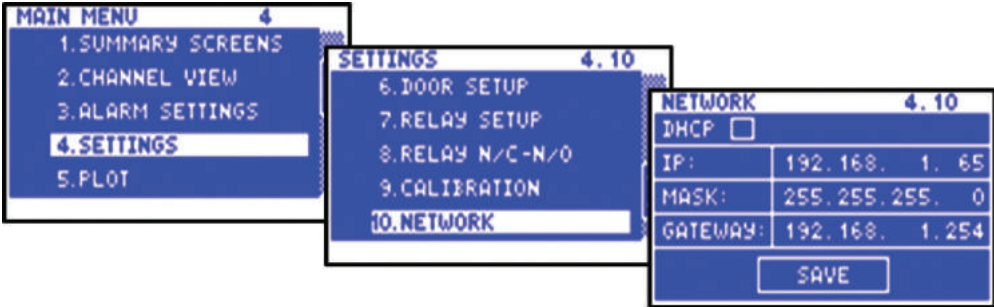 MAIN MENU 4
1.SUMMARY SCREENS
2.CHANNEL VIEW
3.ALARM SETTINGS
4.SETTINGS
5.PLOT
SETTINGS 4.10
6.DOOR SETUP
7.RELAY SETUP
8.RELAY N/C-N/O
9.CALIBRATION
10.NETWORK
NETWORK 4.10
DHCP
IP: 192.168. 1. 65
MASK: 255.255.255. 0
GATEWAY: 192.168. 1.254
SAVE